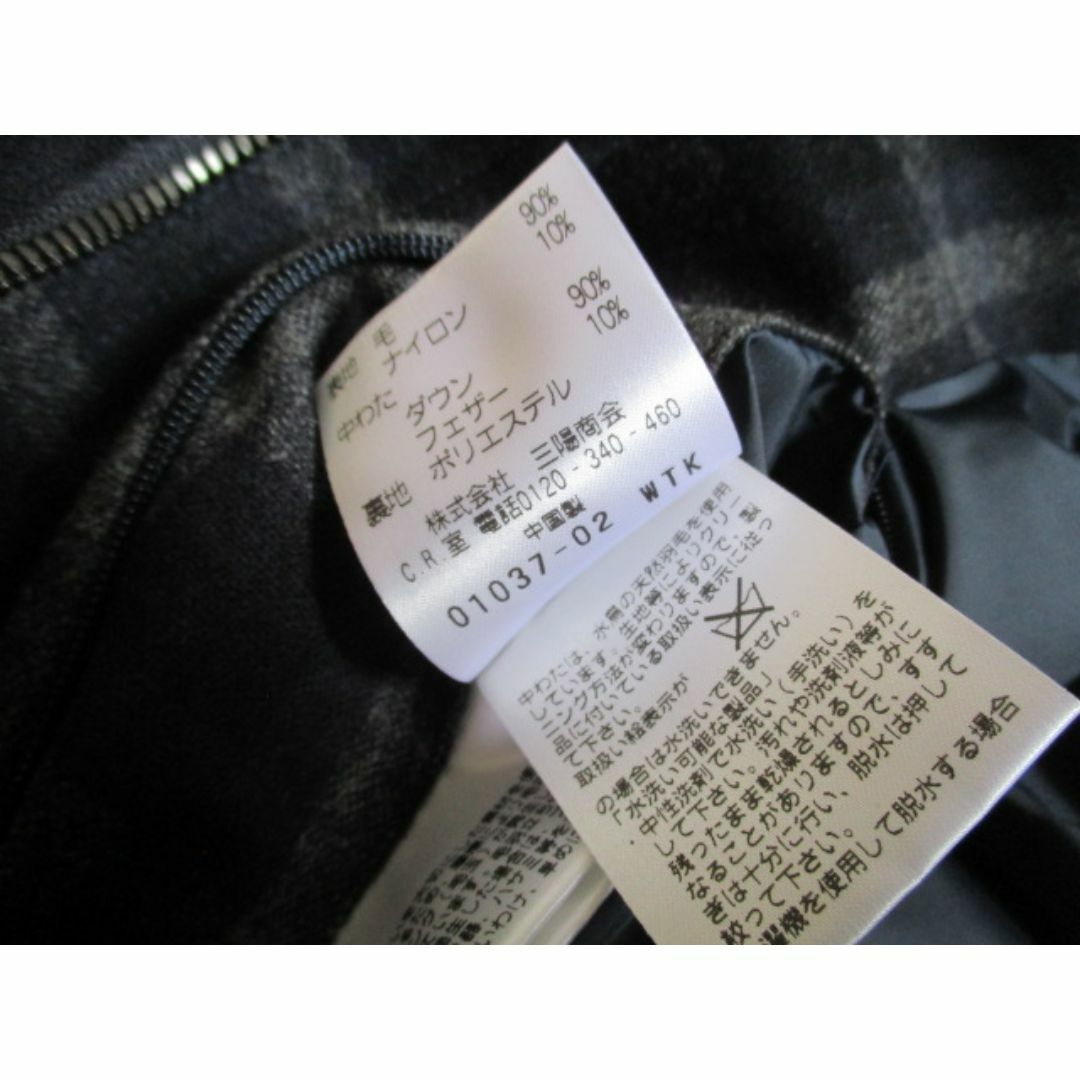 表地 毛 90%
ナイロン 10%
中わた ダウン 90%
フェザー 10%
裏地 ポリエステル
株式会社 三陽商会
C.R.室 電話0120-340-460
中国製
01037-02 WTK
中わたは、水鳥の天然羽毛を使用
しています。生地等によりクリー
ニング方法が変わりますので、製
品に付いている取扱い表示に従っ
て下さい。
取扱い絵表示が
の場合は水洗いできません。
「水洗い可能な製品」
・中性洗剤で水洗い(手洗い)を
して下さい。汚れや洗剤液等が
残ったまま乾燥されるとしみに
なることがありますので、すす
ぎは十分に行い、脱水は押して
絞って下さい。
濯機を使用して脱水する場合